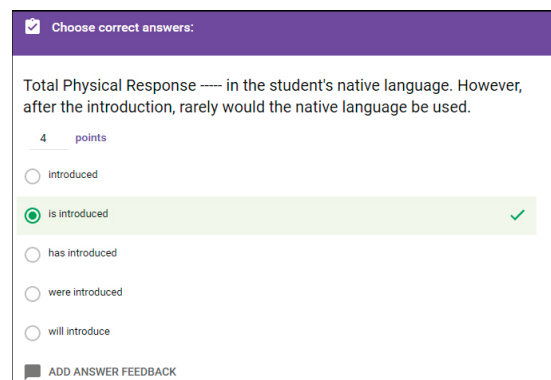 Choose correct answers:
Total Physical Response ----- in the student's native language. However,
after the introduction, rarely would the native language be used.
4 points
introduced
is introduced
has introduced
were introduced
will introduce
ADD ANSWER FEEDBACK